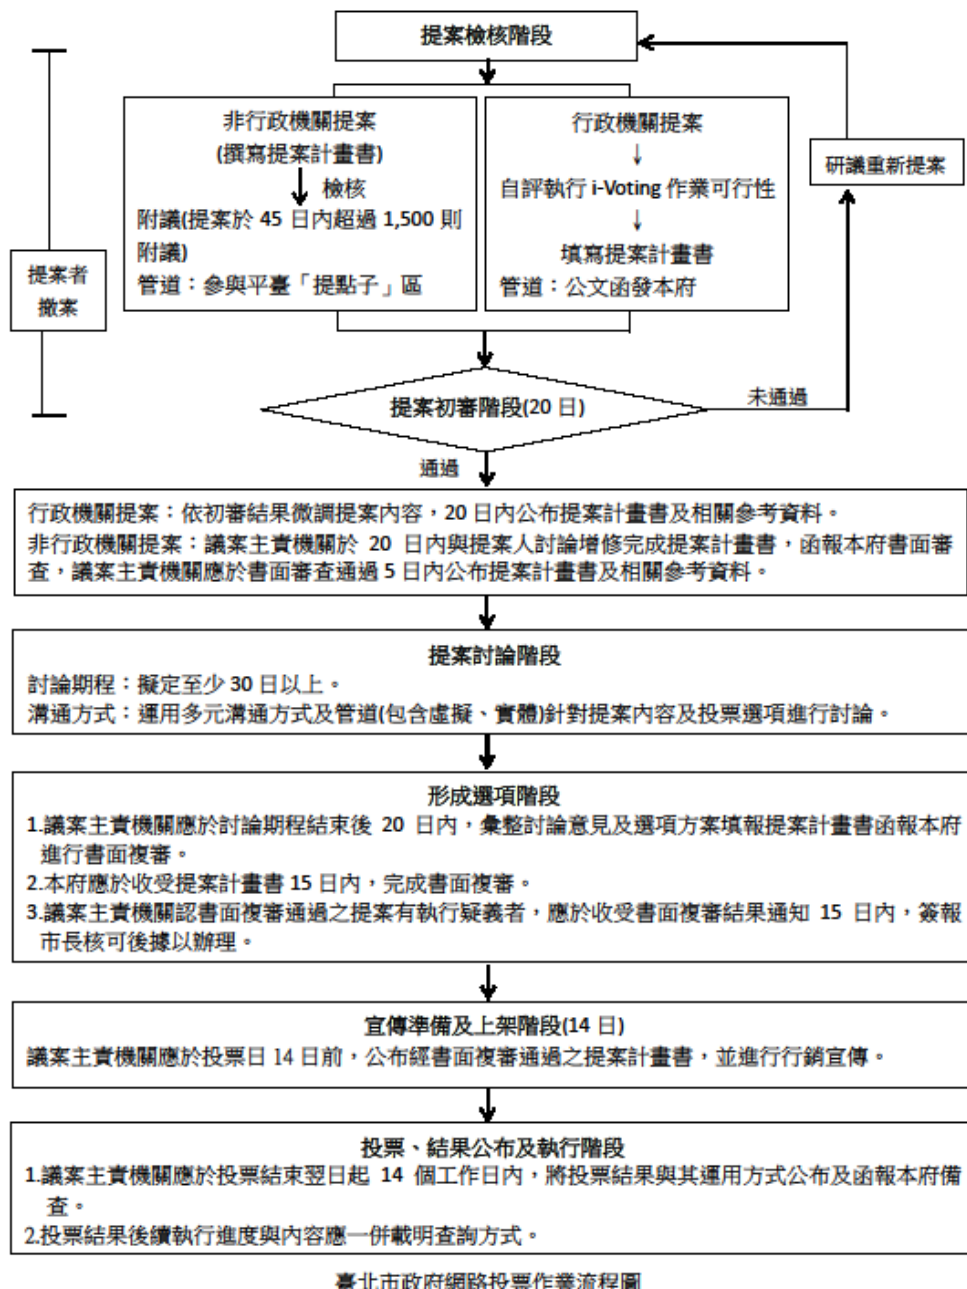 提案檢核階段
非行政機關提案
(撰寫提案計畫書)
檢核
附議(提案於 45 日內超過 1,500 則
附議)
管道：參與平臺「提點子」區
行政機關提案
↓
自評執行 i-Voting 作業可行性
↓
填寫提案計畫書
管道：公文函發本府
研議重新提案
提案者
撤案
提案初審階段(20 日)
未通過
通過
行政機關提案：依初審結果微調提案內容，20 日內公布提案計畫書及相關參考資料。
非行政機關提案：議案主責機關於 20 日內與提案人討論增修完成提案計畫書，函報本府書面審
查，議案主責機關應於書面審查通過 5 日內公布提案計畫書及相關參考資料。
提案討論階段
討論期程：擬定至少 30 日以上。
溝通方式：運用多元溝通方式及管道(包含虛擬、實體)針對提案內容及投票選項進行討論。
形成選項階段
1.議案主責機關應於討論期程結束後 20 日內，彙整討論意見及選項方案填報提案計畫書函報本府
進行書面複審。
2.本府應於收受提案計畫書 15 日內，完成書面複審。
3.議案主責機關認書面複審通過之提案有執行疑義者，應於收受書面複審結果通知 15 日內，簽報
市長核可後據以辦理。
宣傳準備及上架階段(14 日)
議案主責機關應於投票日 14 日前，公布經書面複審通過之提案計畫書，並進行行銷宣傳。
投票、結果公布及執行階段
1.議案主責機關應於投票結束翌日起 14 個工作日內，將投票結果與其運用方式公布及函報本府備
查。
2.投票結果後續執行進度與內容應一併載明查詢方式。
臺北市政府網路投票作業流程圖